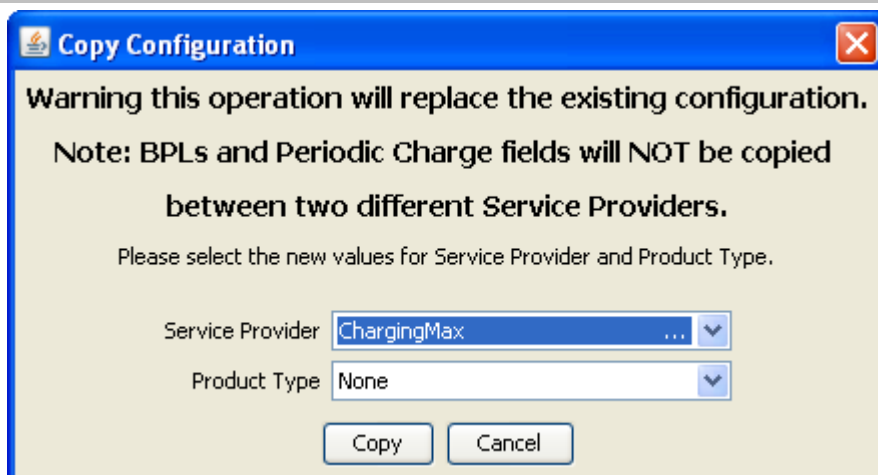 Copy Configuration
Warning this operation will replace the existing configuration.
Note: BPLs and Periodic Charge fields will NOT be copied
between two different Service Providers.
Please select the new values for Service Provider and Product Type.
Service Provider ChargingMax ...
Product Type None
Copy Cancel